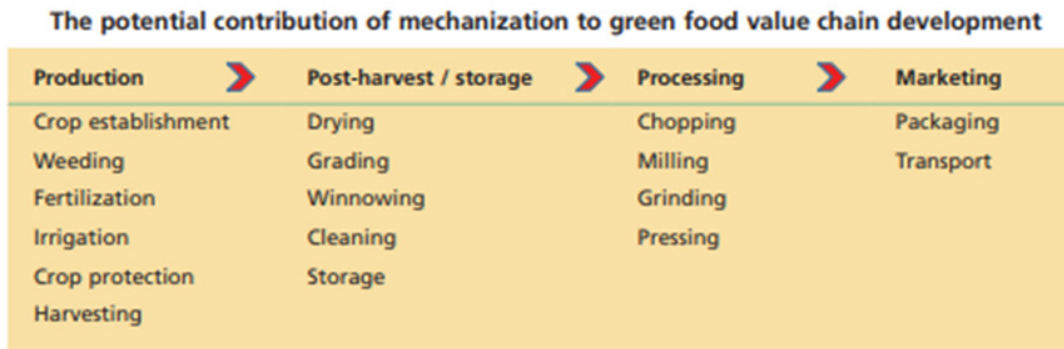 The potential contribution of mechanization to green food value chain development
Production Post-harvest / storage Processing Marketing
Crop establishment Drying Chopping Packaging
Weeding Grading Milling Transport
Fertilization Winnowing Grinding
Irrigation Cleaning Pressing
Crop protection Storage
Harvesting